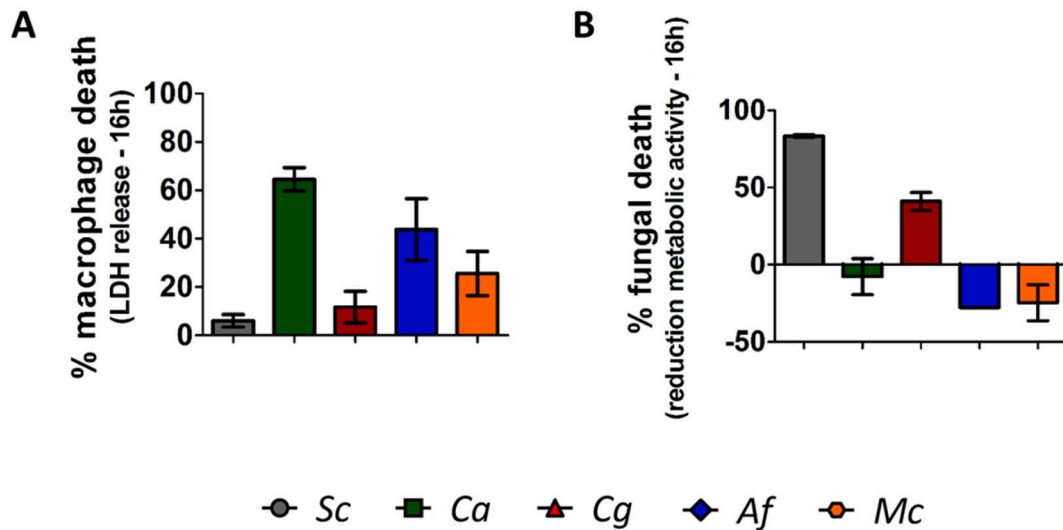 A
% macrophage death
(LDH release - 16h)
100
80
60
40
20
0
B
% fungal death
(reduction metabolic activity - 16h)
100
50
0
-50
Sc Ca Cg Af Mc